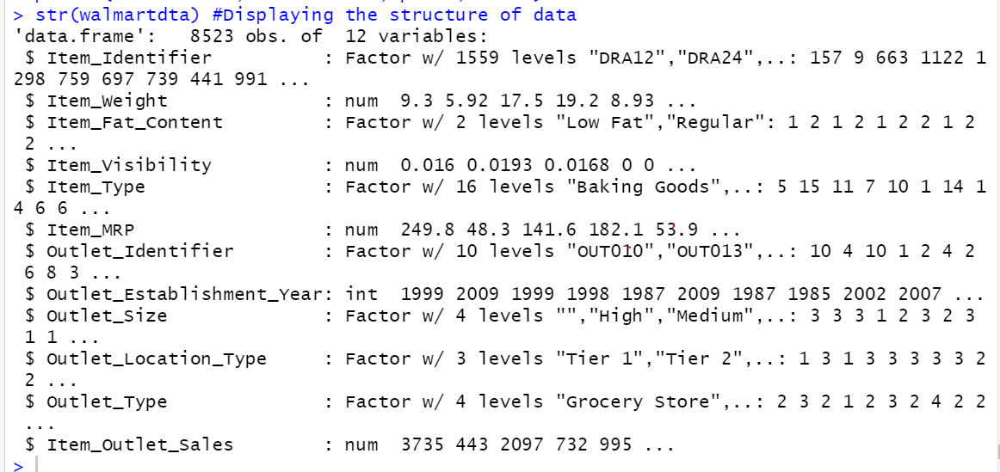 > str(walmartdta) #Displaying the structure of data
'data.frame':   8523 obs. of  12 variables:
 $ Item_Identifier          : Factor w/ 1559 levels "DRA12","DRA24",..: 157 9 663 1122 1
298 759 697 739 441 991 ...
 $ Item_Weight              : num  9.3 5.92 17.5 19.2 8.93 ...
 $ Item_Fat_Content         : Factor w/ 2 levels "Low Fat","Regular": 1 2 1 2 1 2 2 1 2
2 ...
 $ Item_Visibility          : num  0.016 0.0193 0.0168 0 0 ...
 $ Item_Type                : Factor w/ 16 levels "Baking Goods",..: 5 15 11 7 10 1 14 1
4 6 6 ...
 $ Item_MRP                 : num  249.8 48.3 141.6 182.1 53.9 ...
 $ Outlet_Identifier        : Factor w/ 10 levels "OUT010","OUT013",..: 10 4 10 1 2 4 2
6 8 3 ...
 $ Outlet_Establishment_Year: int  1999 2009 1999 1998 1987 2009 1987 1985 2002 2007 ...
 $ Outlet_Size              : Factor w/ 4 levels "","High","Medium",..: 3 3 3 1 2 3 2 3
1 1 ...
 $ Outlet_Location_Type     : Factor w/ 3 levels "Tier 1","Tier 2",..: 1 3 1 3 3 3 3 3 2
2 ...
 $ Outlet_Type              : Factor w/ 4 levels "Grocery Store",..: 2 3 2 1 2 3 2 4 2 2
...
 $ Item_Outlet_Sales        : num  3735 443 2097 732 995 ...
>